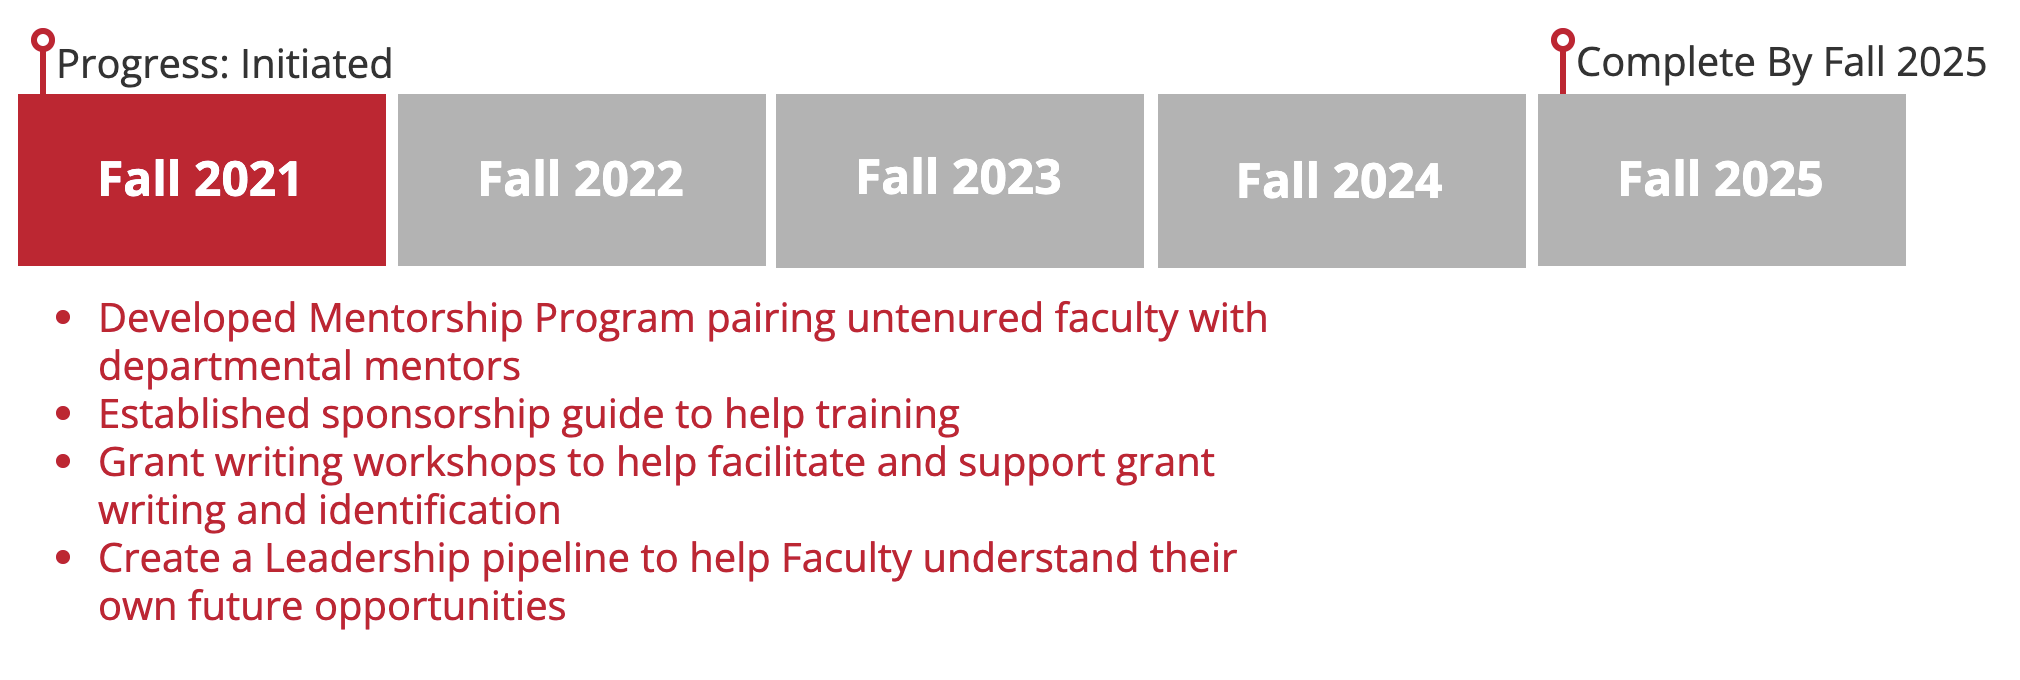 Progress: Initiated
Complete By Fall 2025
Fall 2021
Fall 2022
Fall 2023
Fall 2024
Fall 2025
• Developed Mentorship Program pairing untenured faculty with
departmental mentors
• Established sponsorship guide to help training
• Grant writing workshops to help facilitate and support grant
writing and identification
• Create a Leadership pipeline to help Faculty understand their
own future opportunities